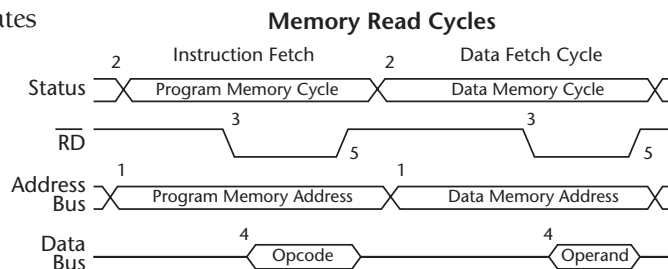 ates
Memory Read Cycles
Instruction Fetch Data Fetch Cycle
2 2
Status Program Memory Cycle Data Memory Cycle
3 3
RD
5 5
1 1
Address Bus Program Memory Address Data Memory Address
4 4
Data Bus Opcode Operand